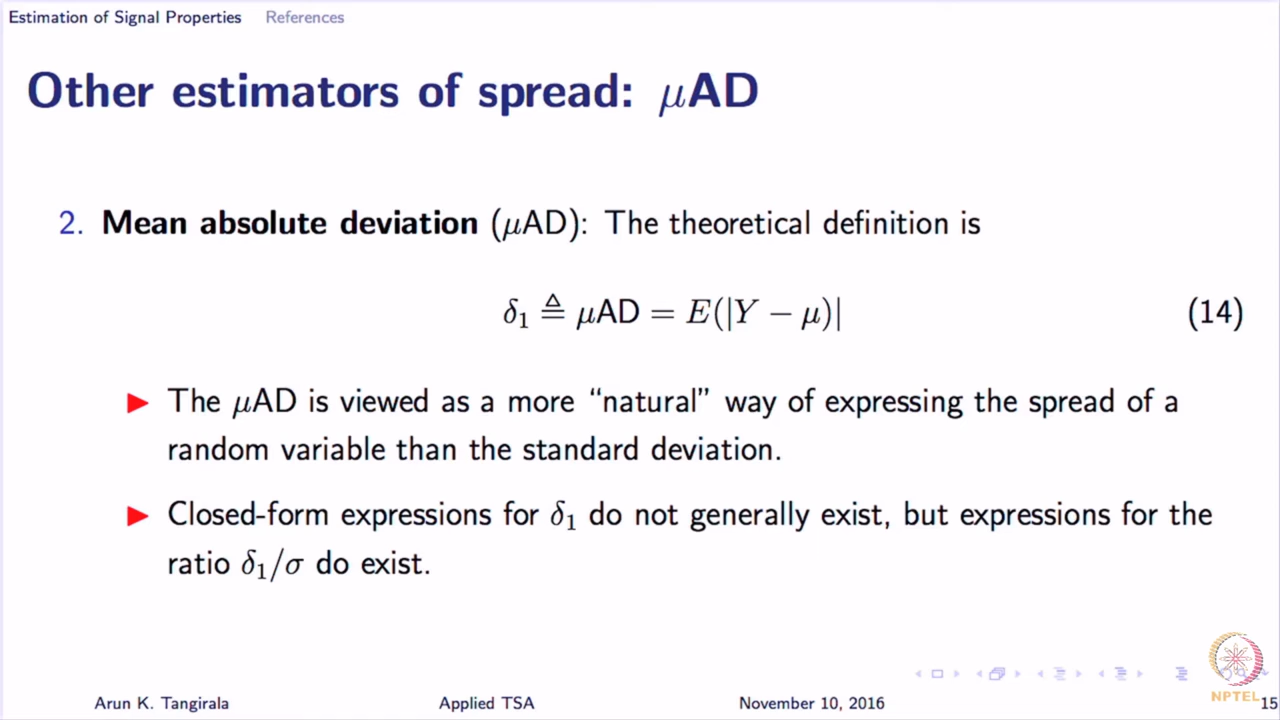 Estimation of Signal Properties References
Other estimators of spread: μAD
2. Mean absolute deviation (μAD): The theoretical definition is
δ₁ ≜ μAD = E(|Y − μ)| (14)
The μAD is viewed as a more “natural” way of expressing the spread of a
random variable than the standard deviation.
Closed-form expressions for δ₁ do not generally exist, but expressions for the
ratio δ₁/σ do exist.
NPTEL
Arun K. Tangirala Applied TSA November 10, 2016 15